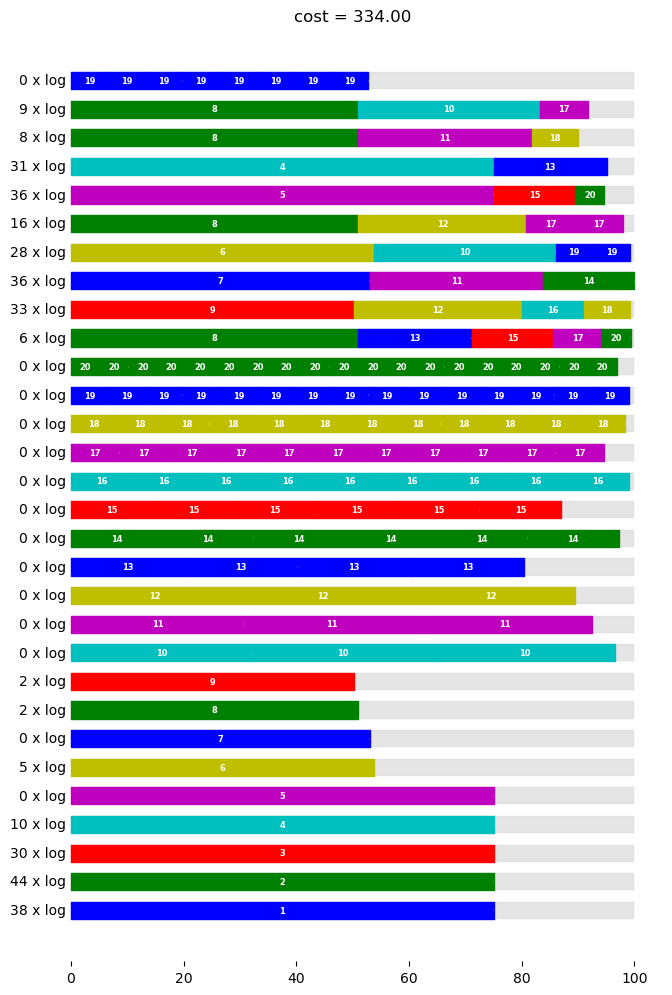 cost = 334.00
0 x log 19 19 19 19 19 19 19 19
9 x log 8 10 17
8 x log 8 11 18
31 x log 4 13
36 x log 5 15 20
16 x log 8 12 17 17
28 x log 6 10 19 19
36 x log 7 11 14
33 x log 9 12 16 18
6 x log 8 13 15 17 20
0 x log 20 20 20 20 20 20 20 20 20 20 20 20 20 20 20 20 20 20 20
0 x log 19 19 19 19 19 19 19 19 19 19 19 19 19 19 19
0 x log 18 18 18 18 18 18 18 18 18 18 18 18
0 x log 17 17 17 17 17 17 17 17 17 17 17
0 x log 16 16 16 16 16 16 16 16 16
0 x log 15 15 15 15 15 15
0 x log 14 14 14 14 14 14
0 x log 13 13 13 13
0 x log 12 12 12
0 x log 11 11 11
0 x log 10 10 10
2 x log 9
2 x log 8
0 x log 7
5 x log 6
0 x log 5
10 x log 4
30 x log 3
44 x log 2
38 x log 1
0 20 40 60 80 100